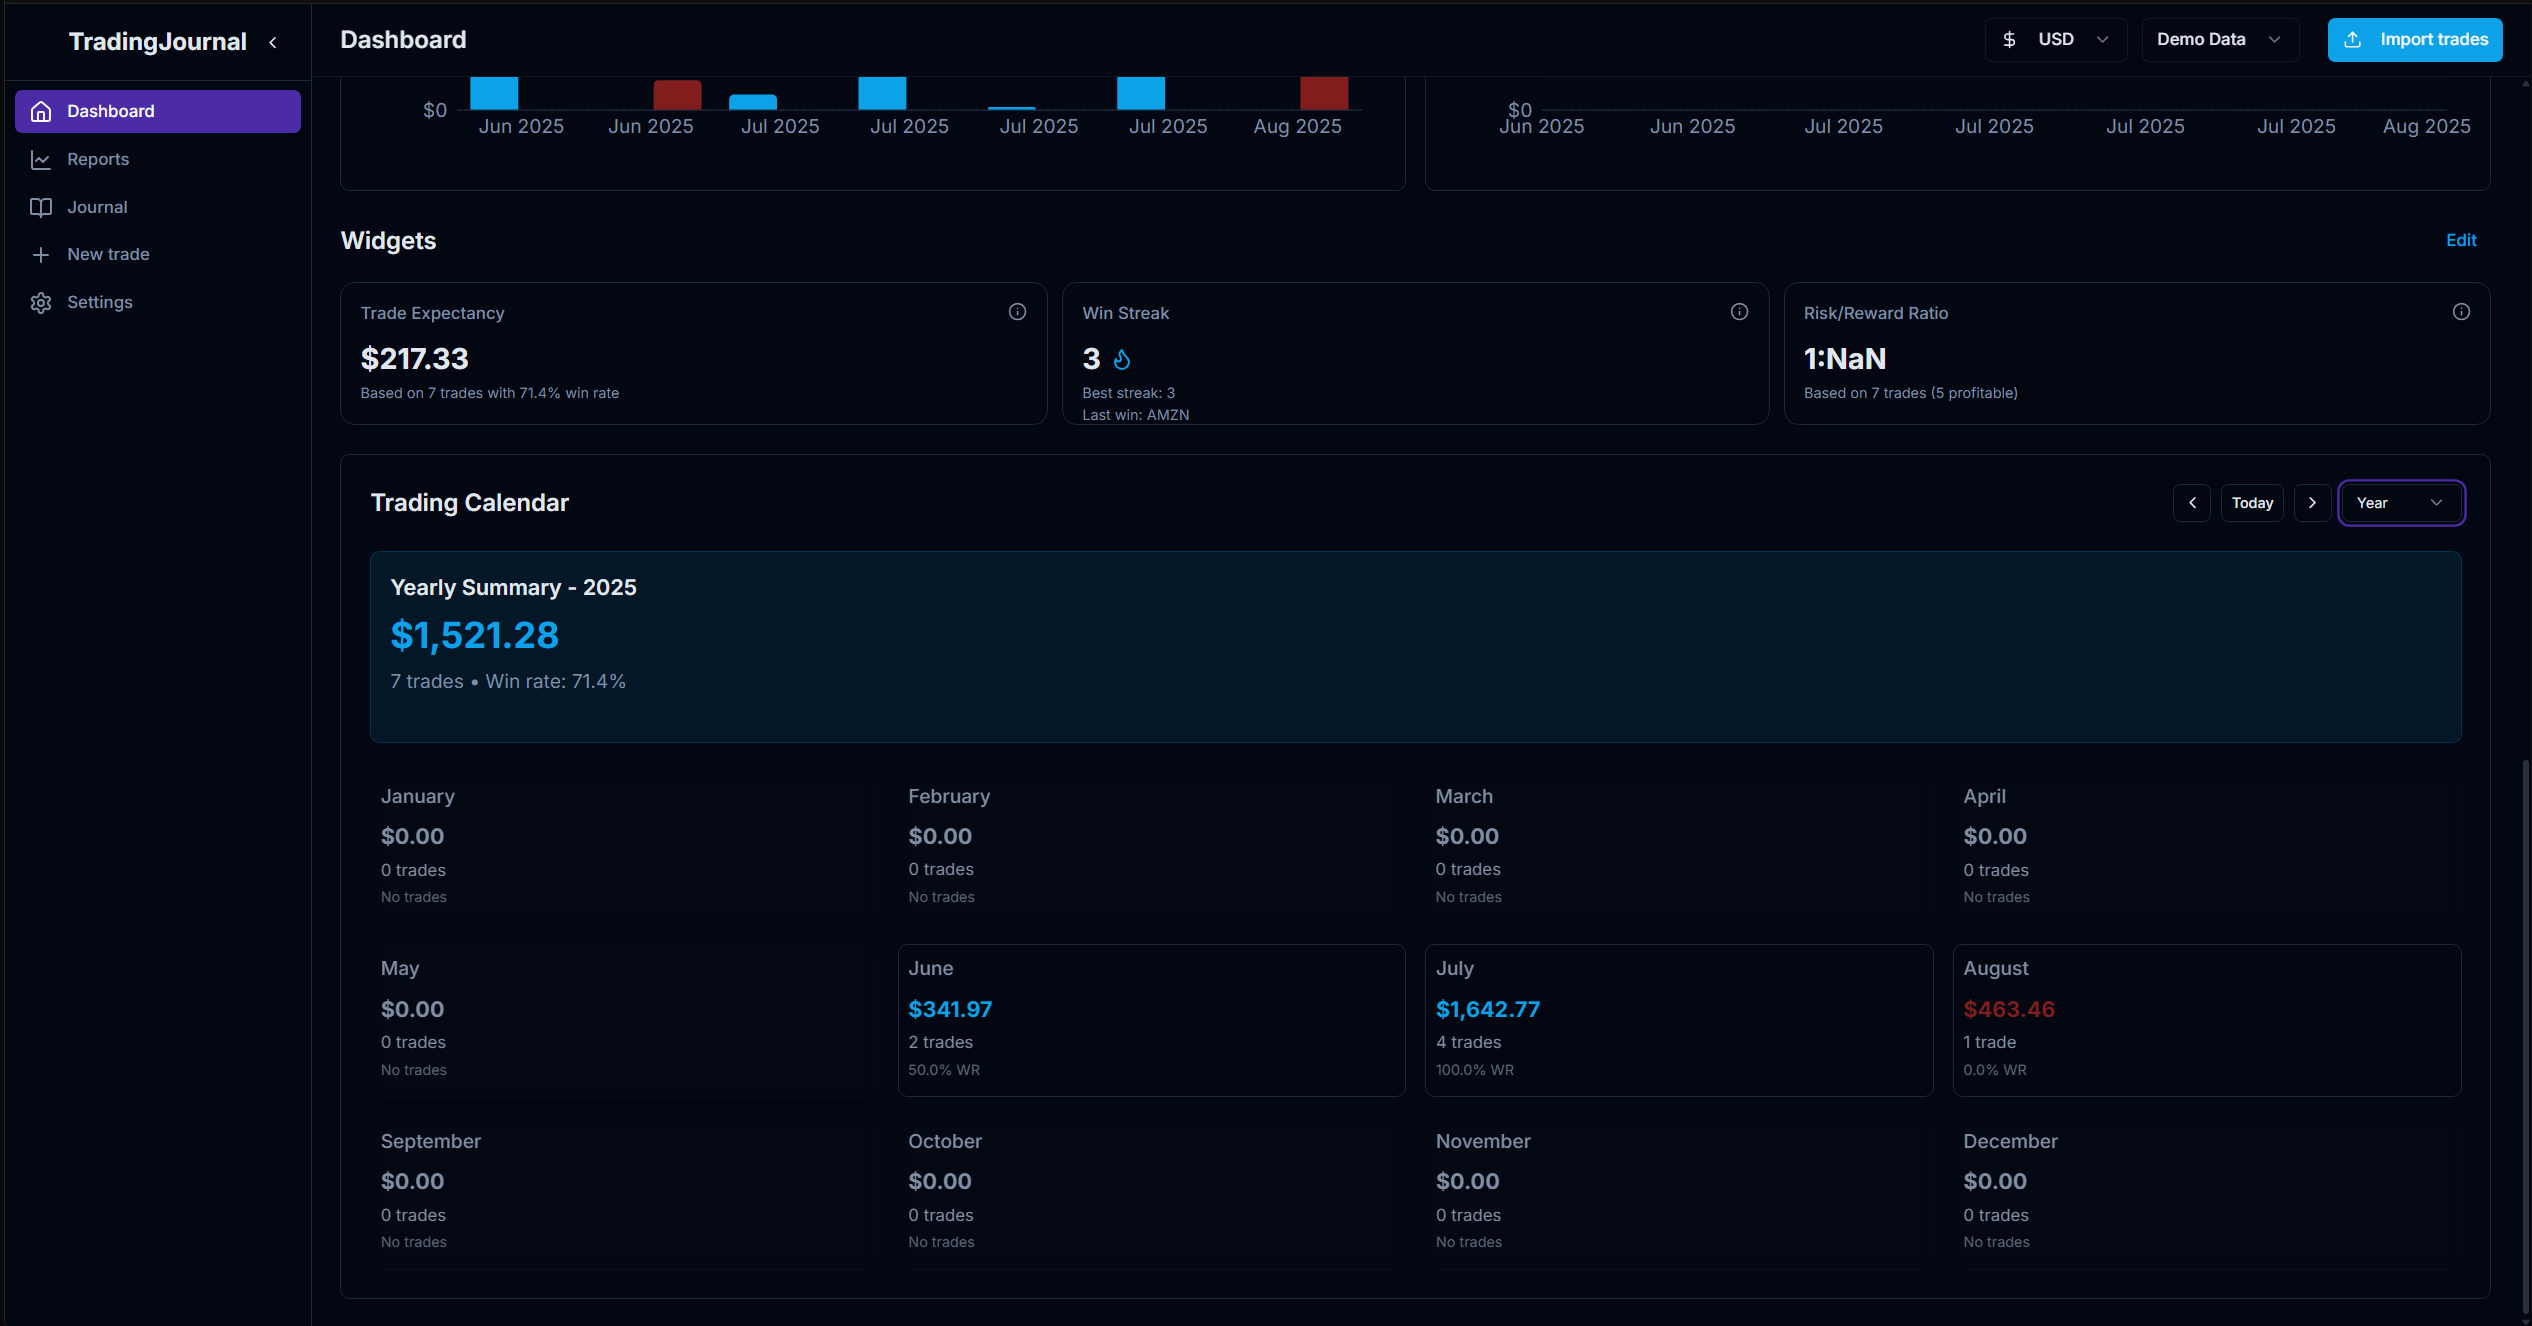 TradingJournal
Dashboard
Reports
Journal
New trade
Settings
Dashboard
$ USD
Demo Data
Import trades
$0
Jun 2025 Jun 2025 Jul 2025 Jul 2025 Jul 2025 Jul 2025 Aug 2025
$0
Jun 2025 Jun 2025 Jul 2025 Jul 2025 Jul 2025 Jul 2025 Aug 2025
Widgets
Edit
Trade Expectancy
$217.33
Based on 7 trades with 71.4% win rate
Win Streak
3
Best streak: 3
Last win: AMZN
Risk/Reward Ratio
1:NaN
Based on 7 trades (5 profitable)
Trading Calendar
Today
Year
Yearly Summary - 2025
$1,521.28
7 trades • Win rate: 71.4%
January
$0.00
0 trades
No trades
February
$0.00
0 trades
No trades
March
$0.00
0 trades
No trades
April
$0.00
0 trades
No trades
May
$0.00
0 trades
No trades
June
$341.97
2 trades
50.0% WR
July
$1,642.77
4 trades
100.0% WR
August
$463.46
1 trade
0.0% WR
September
$0.00
0 trades
No trades
October
$0.00
0 trades
No trades
November
$0.00
0 trades
No trades
December
$0.00
0 trades
No trades